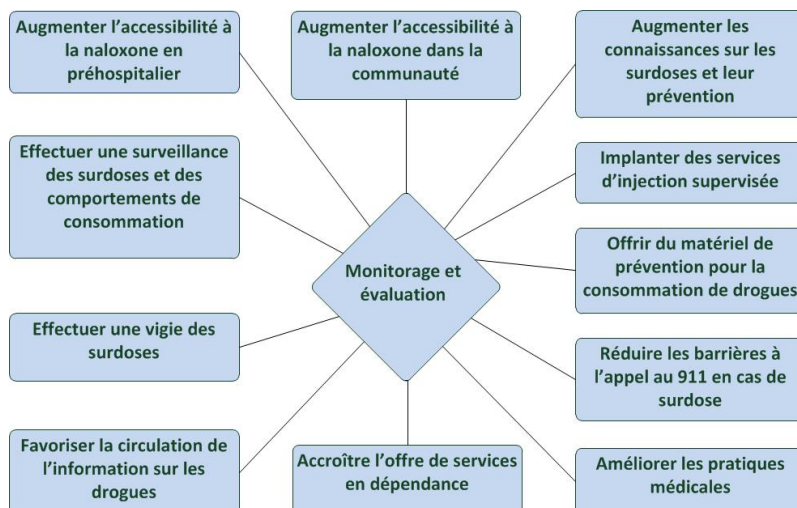 Augmenter l’accessibilité à
la naloxone en
préhospitalier
Augmenter l’accessibilité à
la naloxone dans la
communauté
Augmenter les
connaissances sur les
surdoses et leur
prévention
Effectuer une surveillance
des surdoses et des
comportements de
consommation
Implanter des services
d’injection supervisée
Monitorage et
évaluation
Offrir du matériel de
prévention pour la
consommation de drogues
Effectuer une vigie des
surdoses
Réduire les barrières à
l’appel au 911 en cas de
surdose
Favoriser la circulation de
l’information sur les
drogues
Accroître l’offre de services
en dépendance
Améliorer les pratiques
médicales